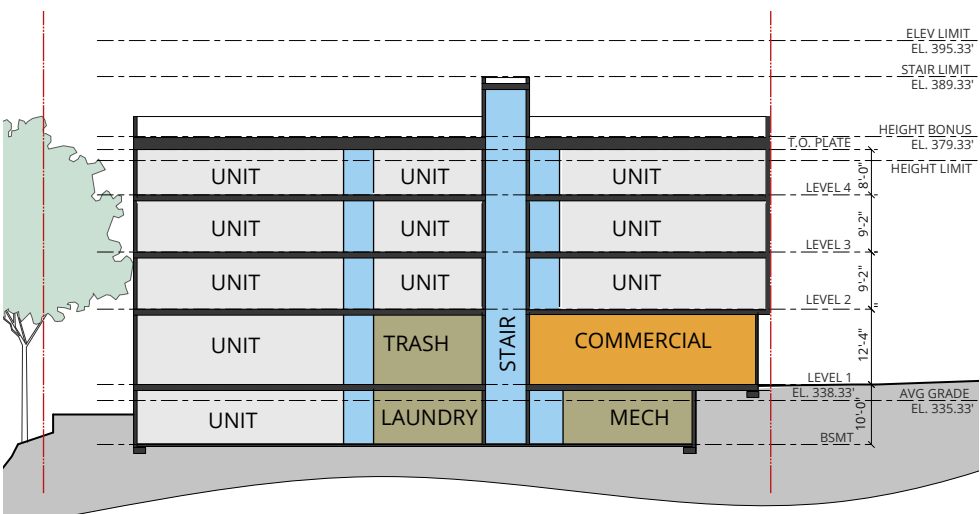 ELEV LIMIT
EL. 395.33'
STAIR LIMIT
EL. 389.33'
HEIGHT BONUS
EL. 379.33'
T.O. PLATE
HEIGHT LIMIT
8'-0"
UNIT
UNIT
UNIT
LEVEL 4
9'-2"
UNIT
UNIT
UNIT
LEVEL 3
9'-2"
UNIT
UNIT
UNIT
LEVEL 2
UNIT
TRASH
STAIR
COMMERCIAL
12'-4"
LEVEL 1
EL. 338.33'
AVG GRADE
EL. 335.33'
UNIT
LAUNDRY
MECH
10'-0"
BSMT